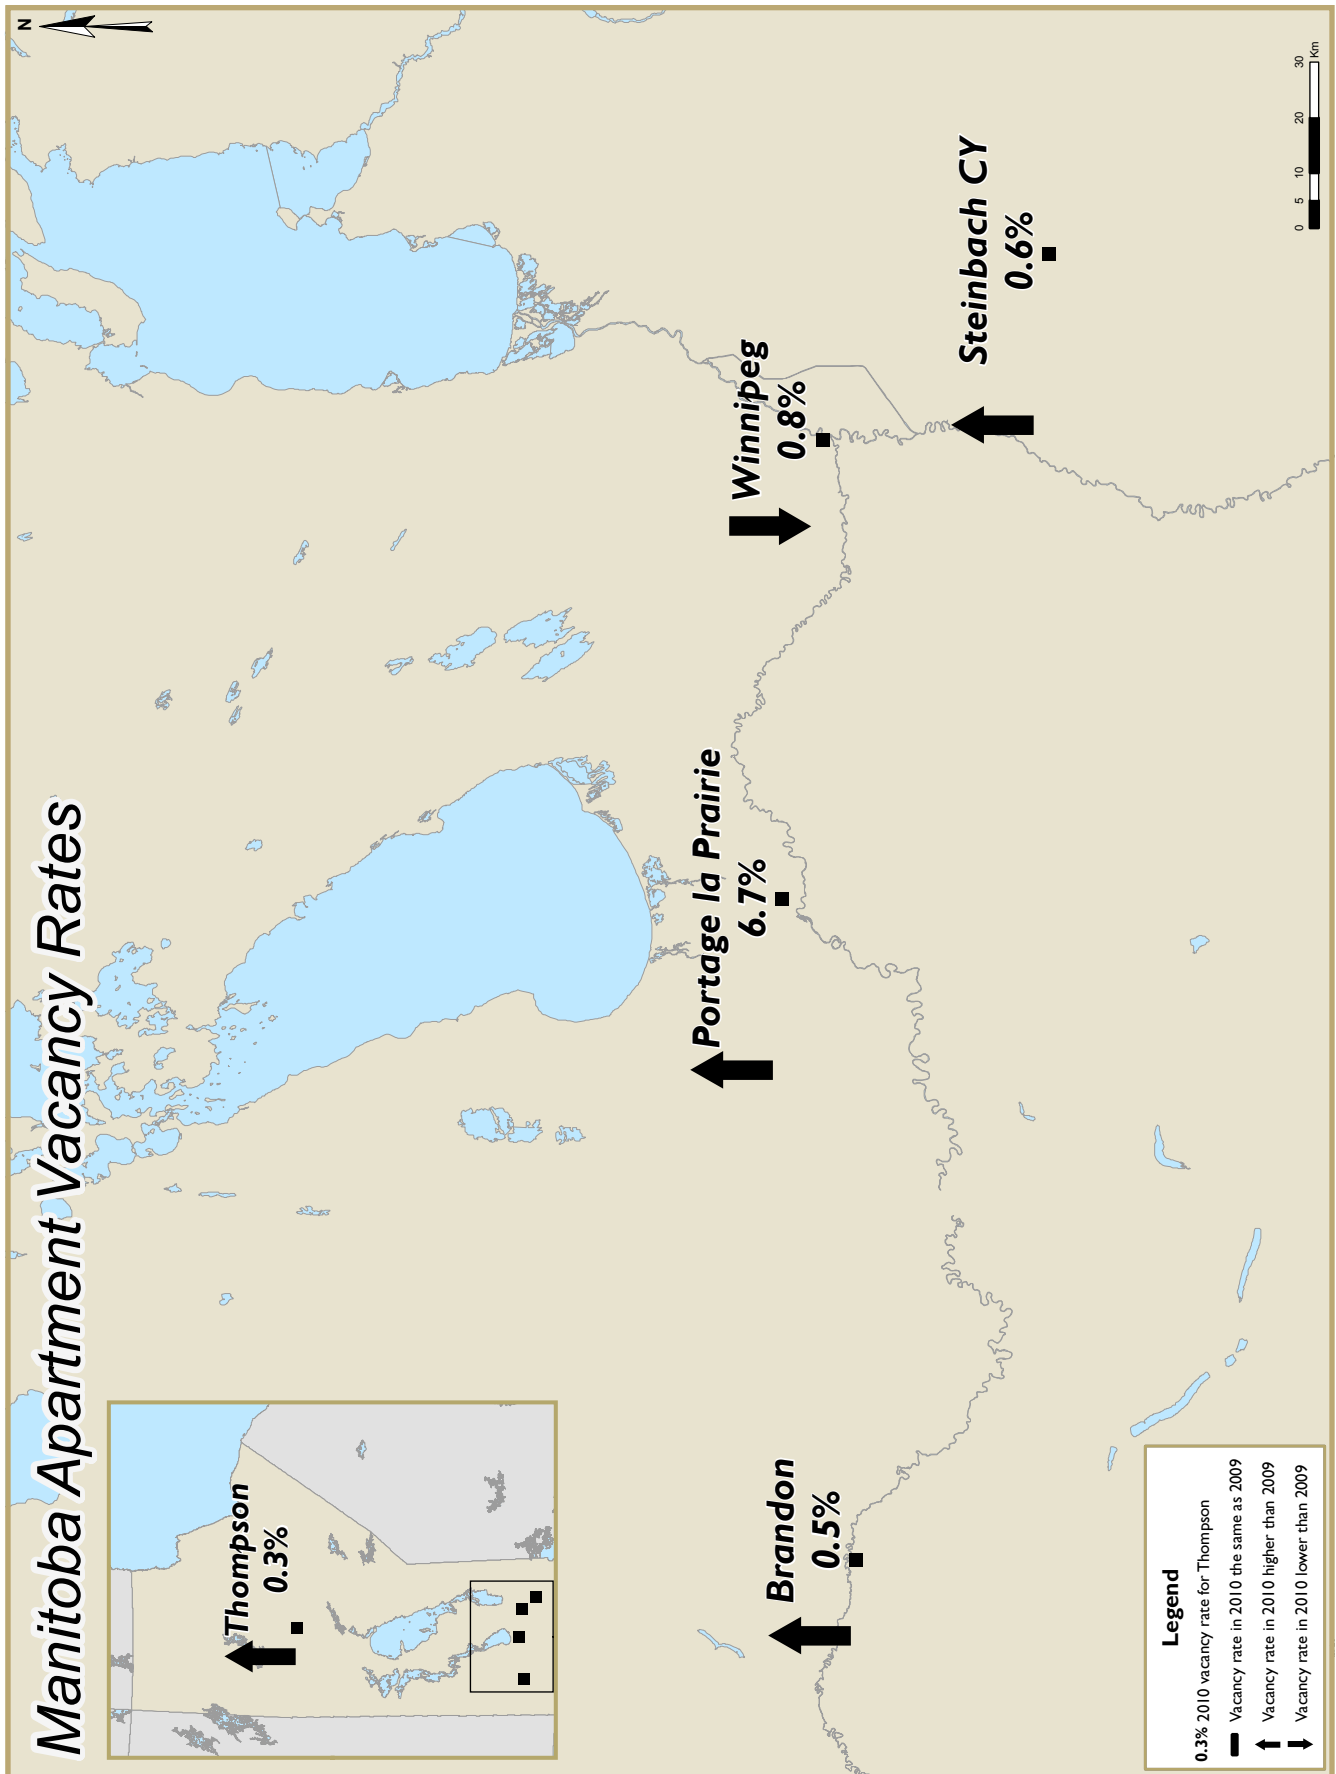 Manitoba Apartment Vacancy Rates
N
Thompson
0.3%
Brandon
0.5%
Portage la Prairie
6.7%
Winnipeg
0.8%
Steinbach CY
0.6%
Legend
0.3% 2010 vacancy rate for Thompson
Vacancy rate in 2010 the same as 2009
Vacancy rate in 2010 higher than 2009
Vacancy rate in 2010 lower than 2009
0 5 10 20 30
Km